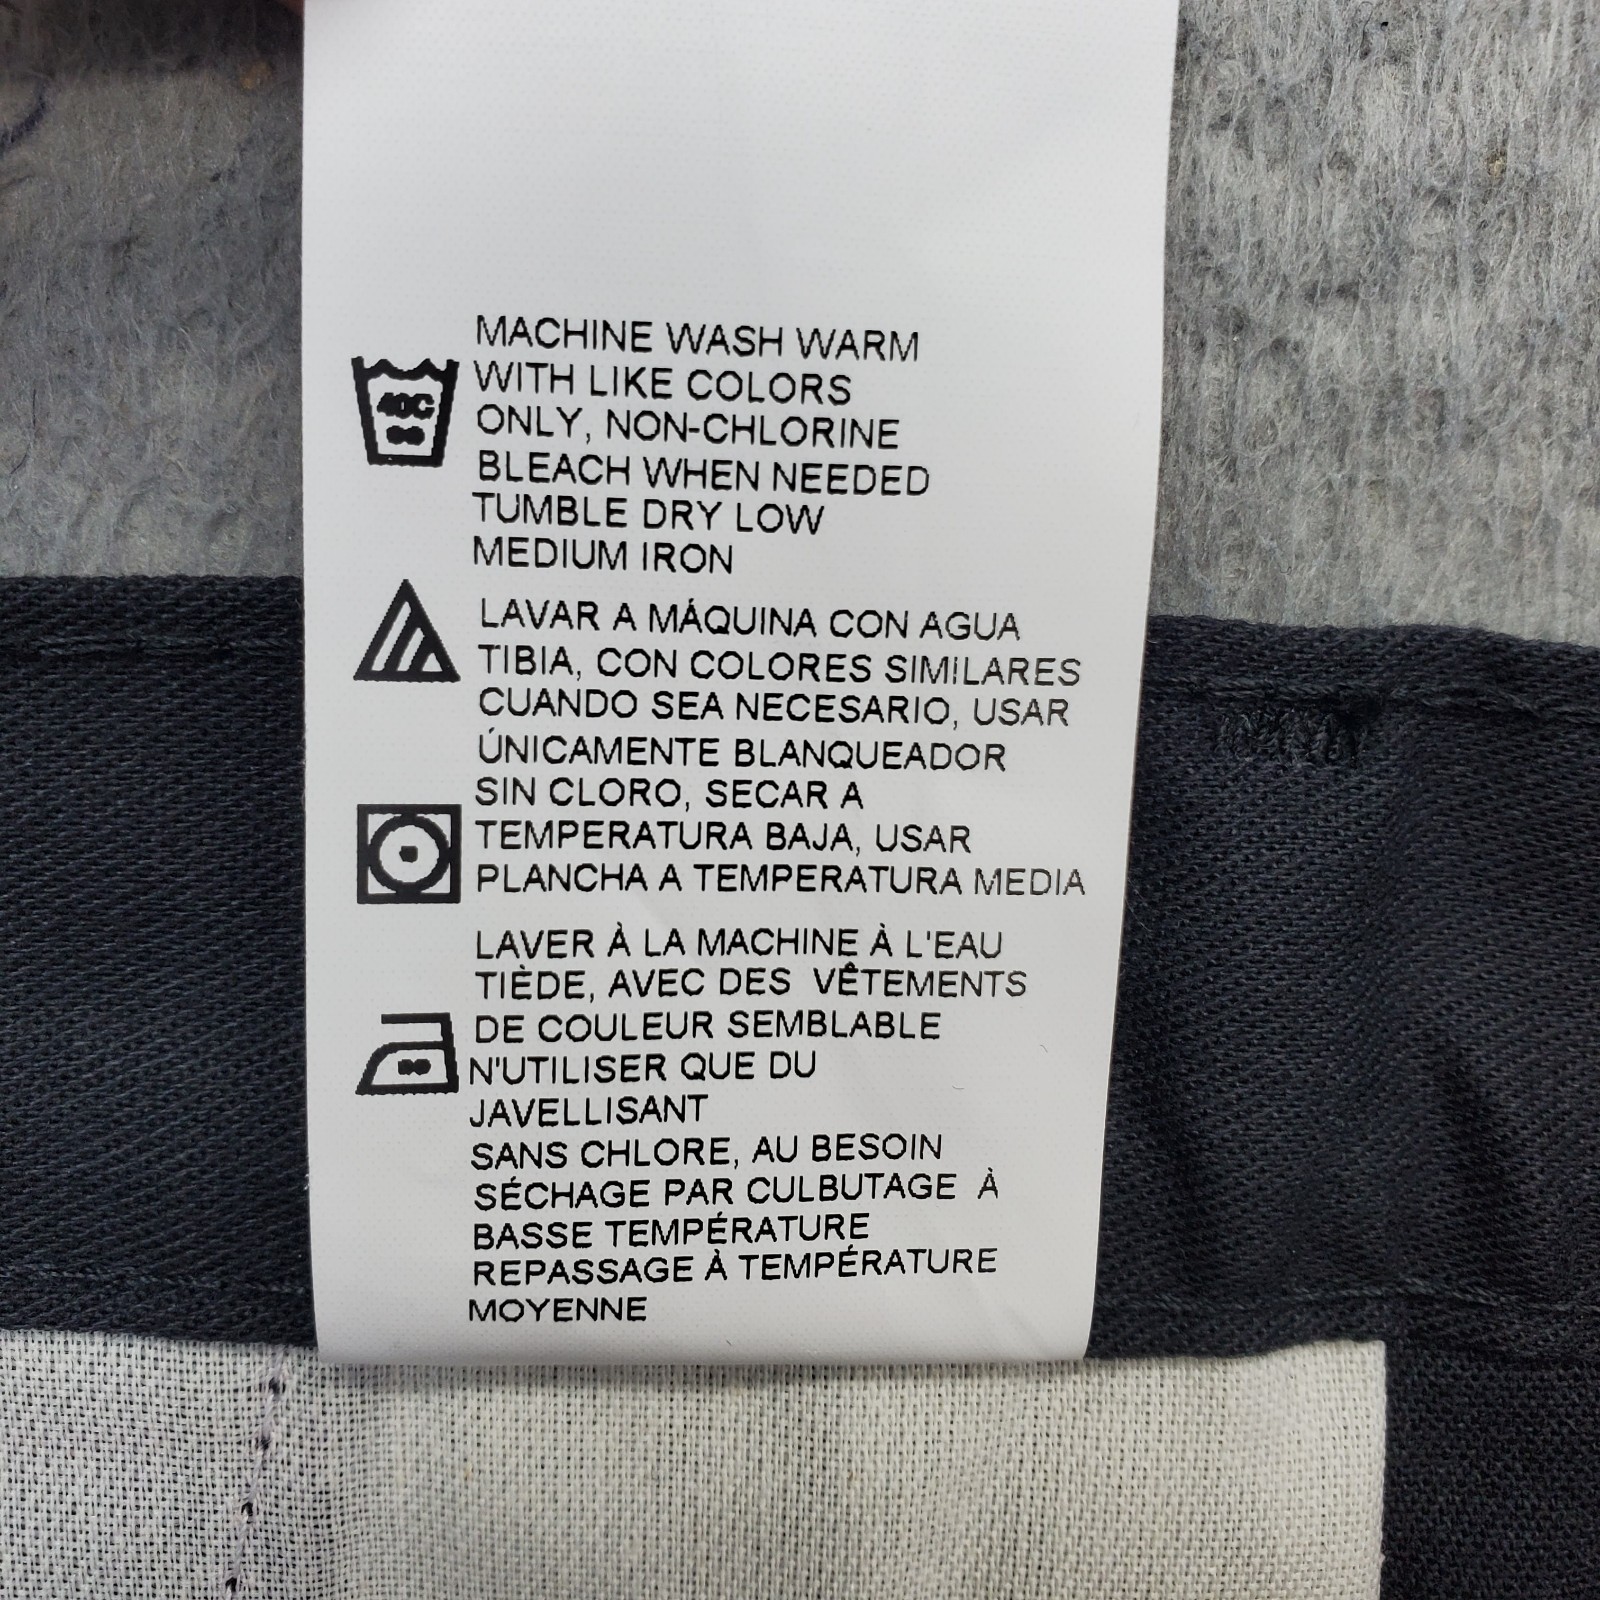 MACHINE WASH WARM
WITH LIKE COLORS
ONLY, NON-CHLORINE
BLEACH WHEN NEEDED
TUMBLE DRY LOW
MEDIUM IRON
40C
LAVAR A MÁQUINA CON AGUA
TIBIA, CON COLORES SIMILARES
CUANDO SEA NECESARIO, USAR
ÚNICAMENTE BLANQUEADOR
SIN CLORO, SECAR A
TEMPERATURA BAJA, USAR
PLANCHA A TEMPERATURA MEDIA
LAVER À LA MACHINE À L'EAU
TIÈDE, AVEC DES VÊTEMENTS
DE COULEUR SEMBLABLE
N'UTILISER QUE DU
JAVELLISANT
SANS CHLORE, AU BESOIN
SÉCHAGE PAR CULBUTAGE À
BASSE TEMPÉRATURE
REPASSAGE À TEMPÉRATURE
MOYENNE